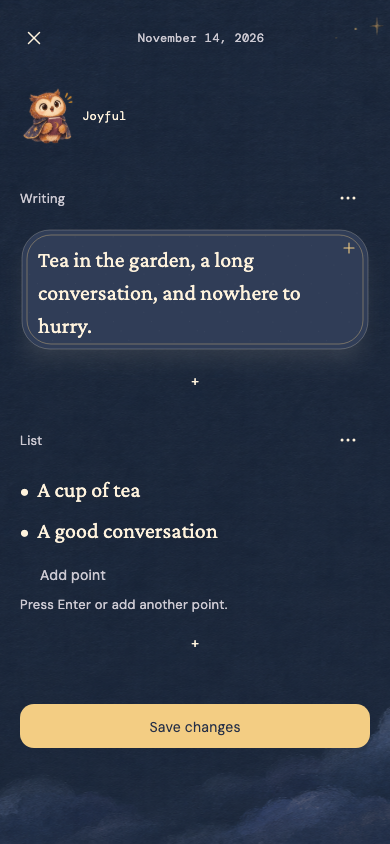 November 14, 2026
Joyful
Writing
Tea in the garden, a long
conversation, and nowhere to
hurry.
+
List
• A cup of tea
• A good conversation
Add point
Press Enter or add another point.
+
Save changes